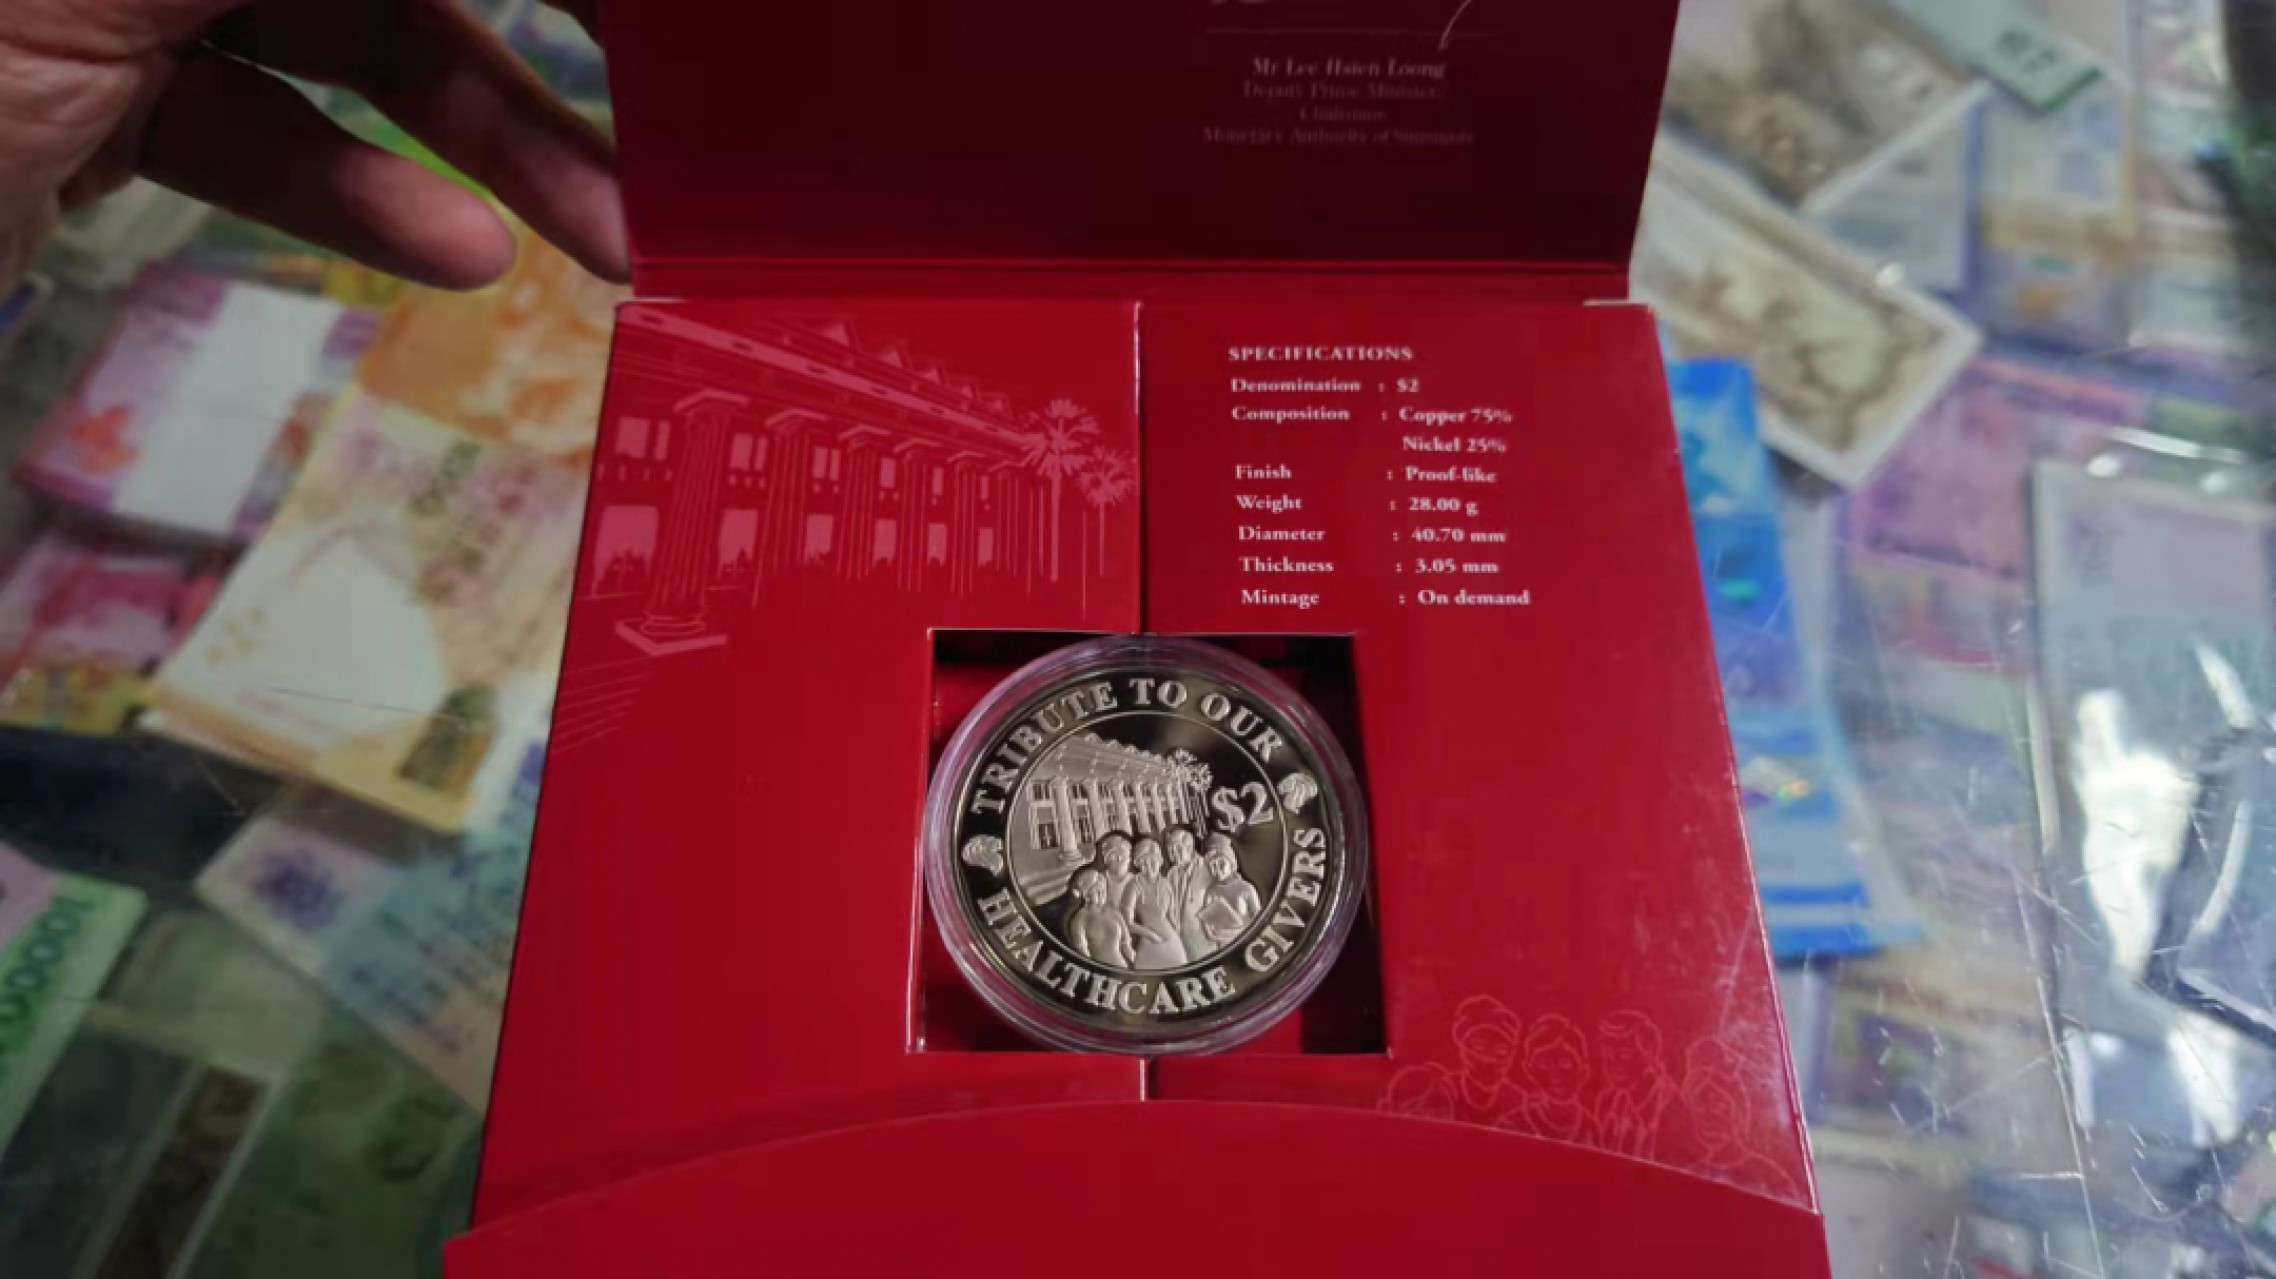 Mr Lee Hsien Loong
Deputy Prime Minister/
Chairman
Monetary Authority of Singapore
SPECIFICATIONS
Denomination : $2
Composition : Copper 75%
Nickel 25%
Finish : Proof-like
Weight : 28.00 g
Diameter : 40.70 mm
Thickness : 3.05 mm
Mintage : On demand
TRIBUTE TO OUR
$2
HEALTHCARE GIVERS